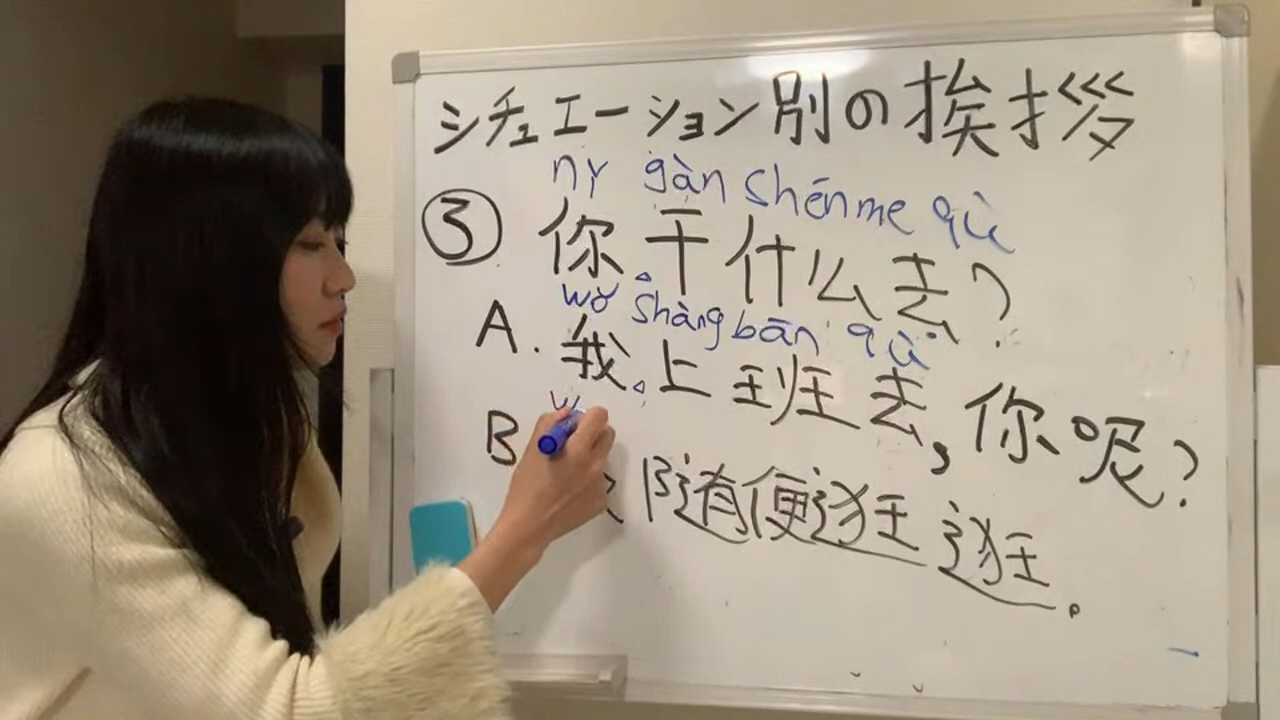 シチュエーション別の挨拶
nǐ gàn shénme qù
③ 你干什么去?
wǒ shàngbān qù
A. 我上班去,你呢?
w
B 随便逛逛。